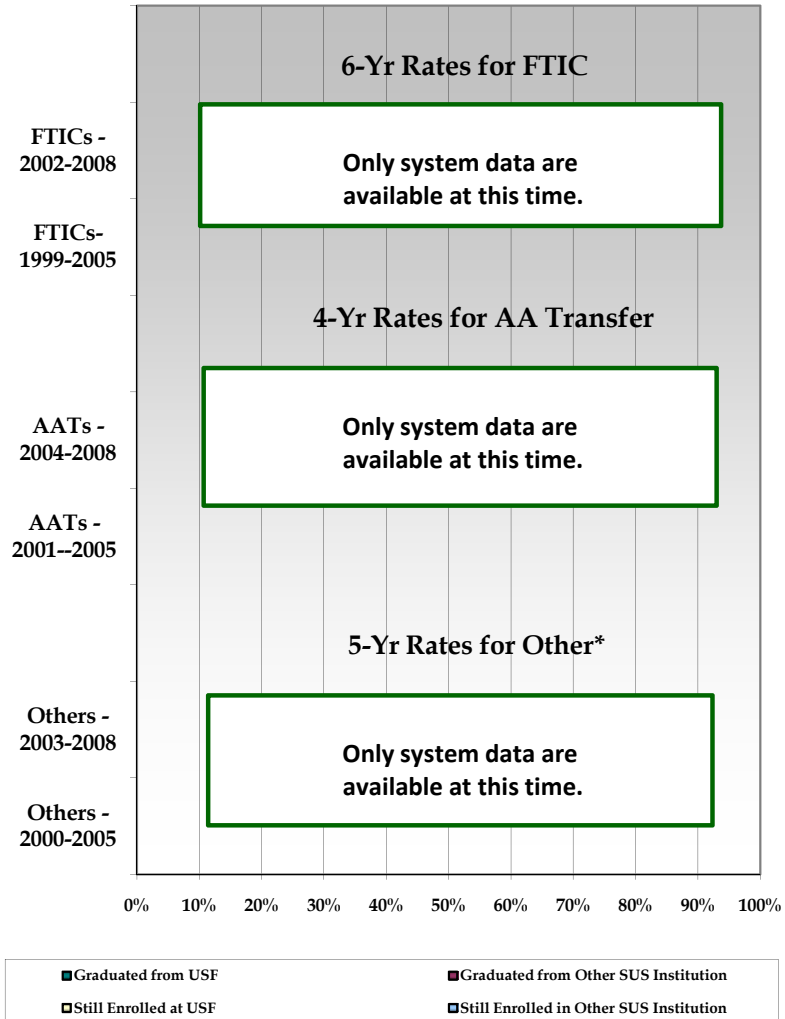 6-Yr Rates for FTIC
FTICs -
2002-2008
Only system data are
available at this time.
FTICs-
1999-2005
4-Yr Rates for AA Transfer
AATs -
2004-2008
Only system data are
available at this time.
AATs -
2001--2005
5-Yr Rates for Other*
Others -
2003-2008
Only system data are
available at this time.
Others -
2000-2005
0% 10% 20% 30% 40% 50% 60% 70% 80% 90% 100%
Graduated from USF Graduated from Other SUS Institution
Still Enrolled at USF Still Enrolled in Other SUS Institution